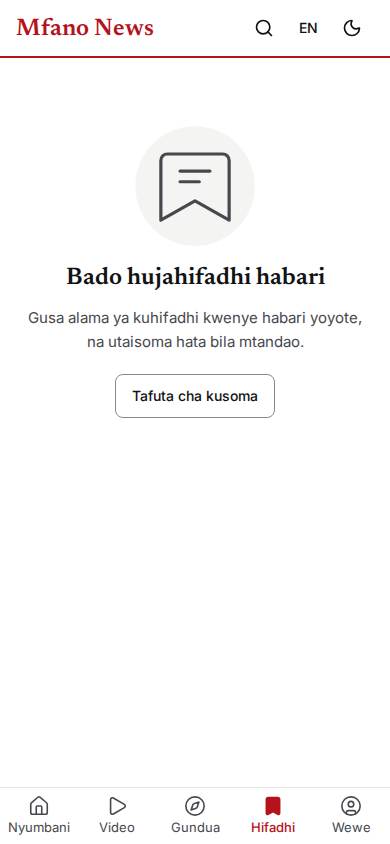 Mfano News
EN
Bado hujahifadhi habari
Gusa alama ya kuhifadhi kwenye habari yoyote,
na utaisoma hata bila mtandao.
Tafuta cha kusoma
Nyumbani
Video
Gundua
Hifadhi
Wewe